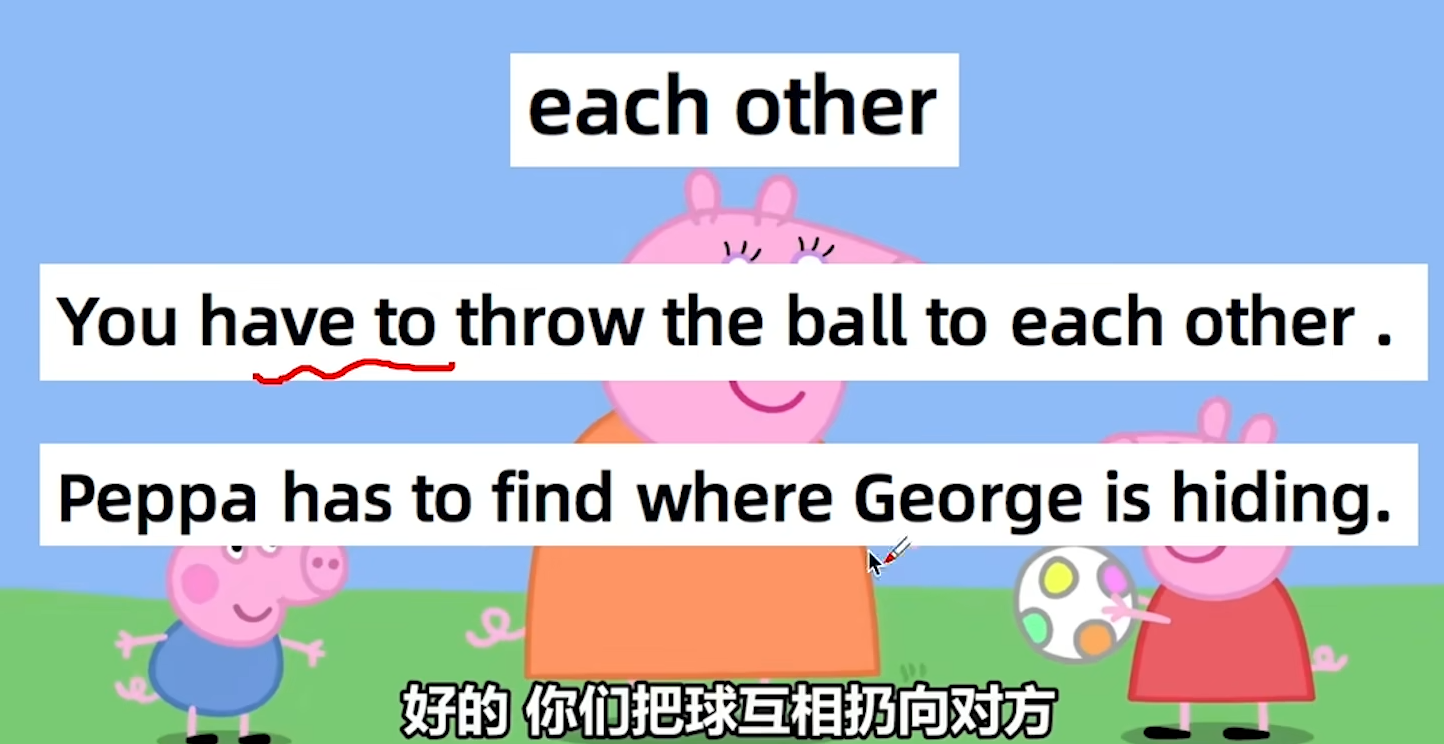 each other
You have to throw the ball to each other .
Peppa has to find where George is hiding.
好的 你们把球互相扔向对方